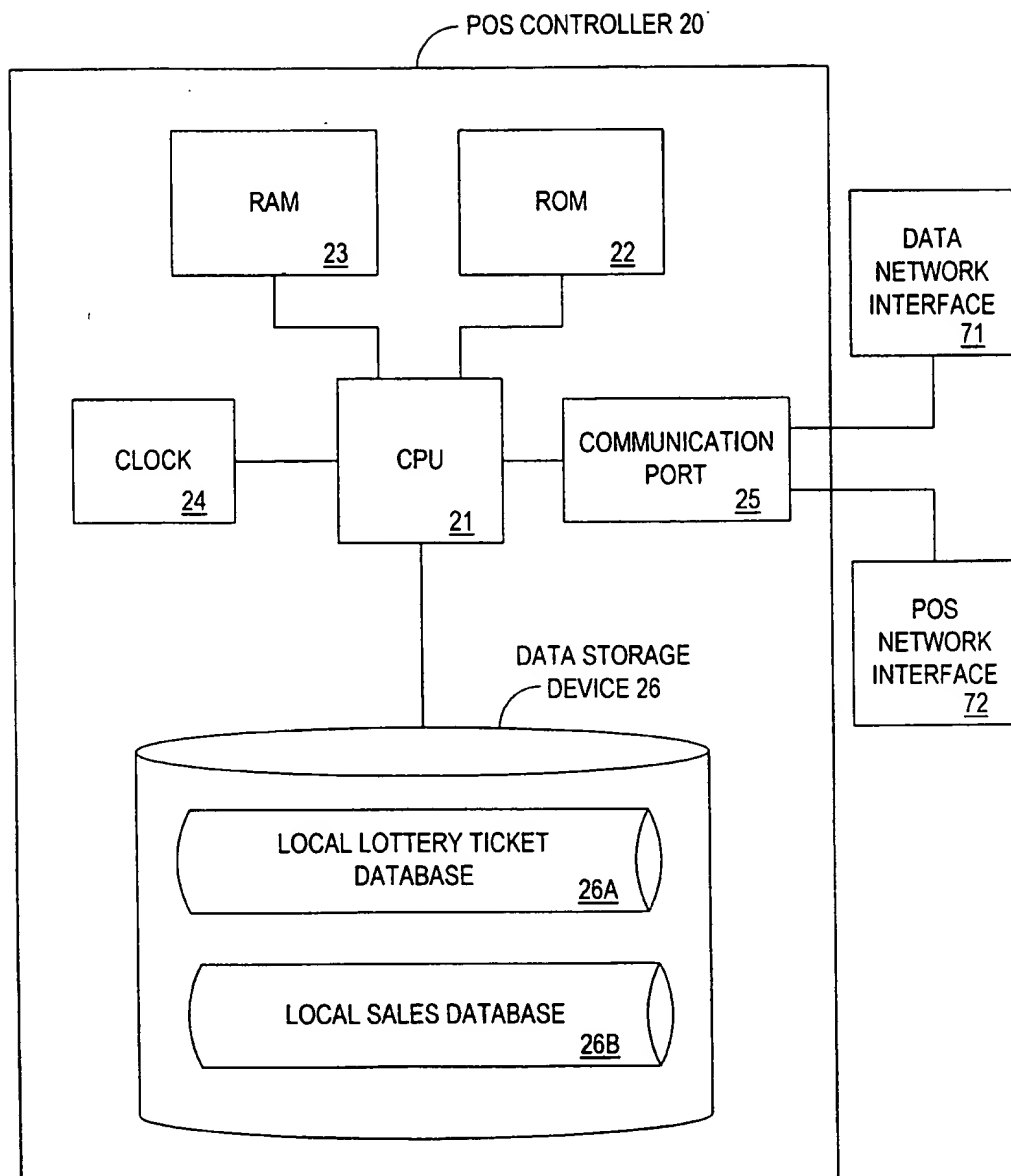 POS CONTROLLER 20
RAM
23
ROM
22
DATA
NETWORK
INTERFACE
71
CLOCK
24
CPU
21
COMMUNICATION
PORT
25
POS
NETWORK
INTERFACE
72
DATA STORAGE
DEVICE 26
LOCAL LOTTERY TICKET
DATABASE
26A
LOCAL SALES DATABASE
26B